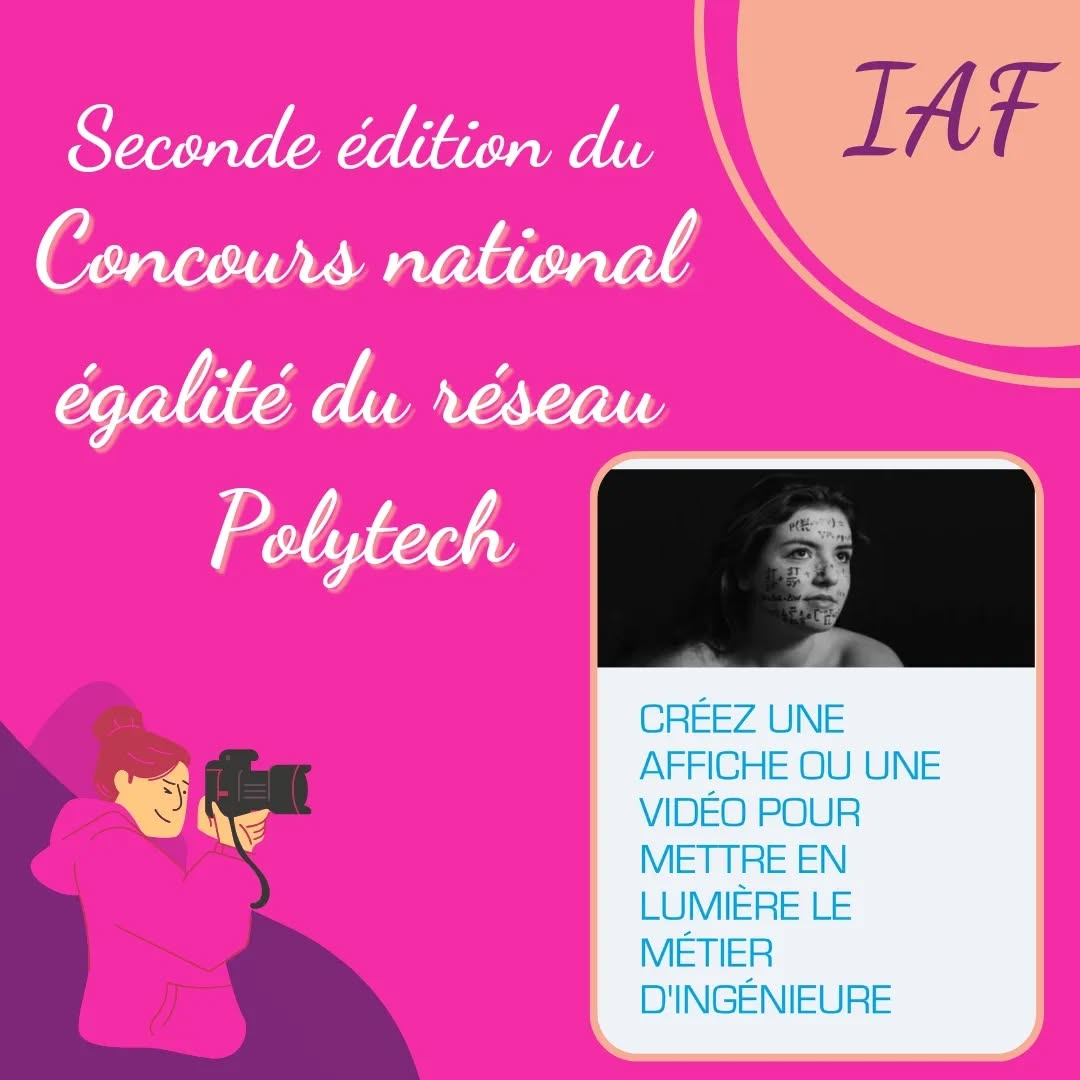 IAF
Seconde édition du
Concours national
égalité du réseau
Polytech
CRÉEZ UNE
AFFICHE OU UNE
VIDÉO POUR
METTRE EN
LUMIÈRE LE
MÉTIER
D'INGÉNIEURE